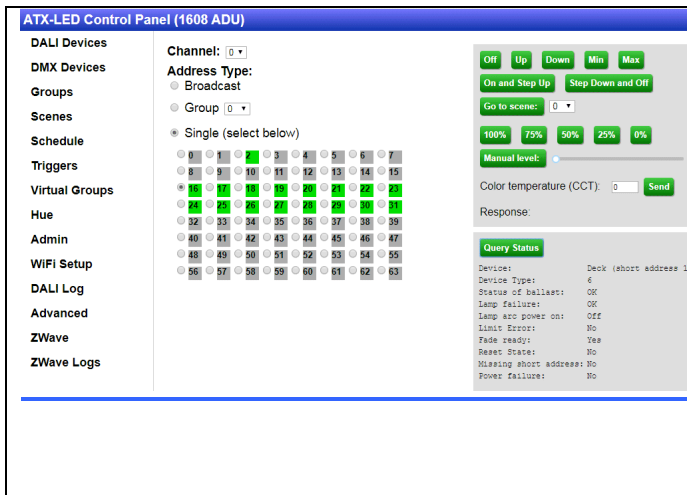 ATX-LED Control Panel (1608 ADU)
DALI Devices
DMX Devices
Groups
Scenes
Schedule
Triggers
Virtual Groups
Hue
Admin
WiFi Setup
DALI Log
Advanced
ZWave
ZWave Logs
Channel: 0
Address Type:
Broadcast
Group 0
Single (select below)
0 1 2 3 4 5 6 7
8 9 10 11 12 13 14 15
16 17 18 19 20 21 22 23
24 25 26 27 28 29 30 31
32 33 34 35 36 37 38 39
40 41 42 43 44 45 46 47
48 49 50 51 52 53 54 55
56 57 58 59 60 61 62 63
Off Up Down Min Max
On and Step Up Step Down and Off
Go to scene: 0
100% 75% 50% 25% 0%
Manual level:
Color temperature (CCT): 0 Send
Response:
Query Status
Device: Deck (short address 1
Device Type: 6
Status of ballast: OK
Lamp failure: OK
Lamp arc power on: Off
Limit Error: No
Fade ready: Yes
Reset State: No
Missing short address: No
Power failure: No